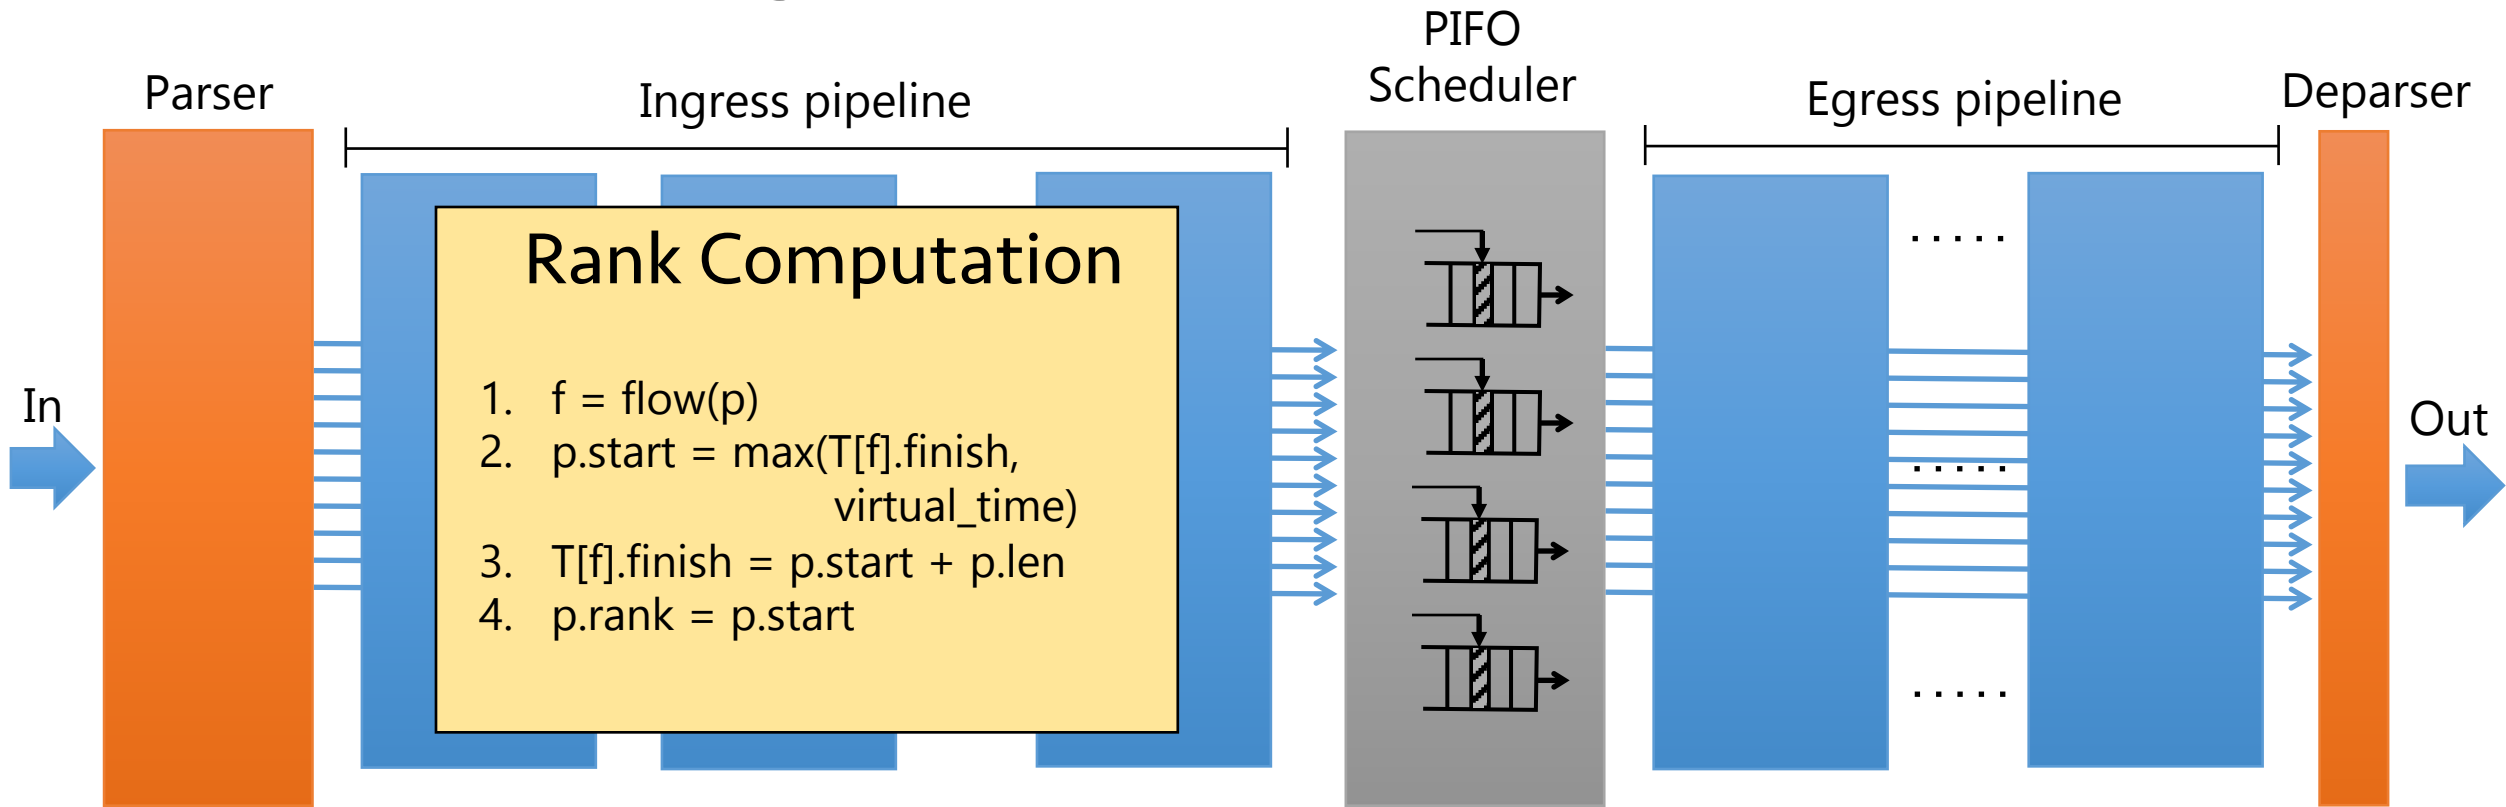 PIFO
Scheduler
Parser
Ingress pipeline
Egress pipeline
Deparser
Rank Computation
1. f = flow(p)
2. p.start = max(T[f].finish,
virtual_time)
3. T[f].finish = p.start + p.len
4. p.rank = p.start
In
Out
. . . . .
. . . . .
. . . . .